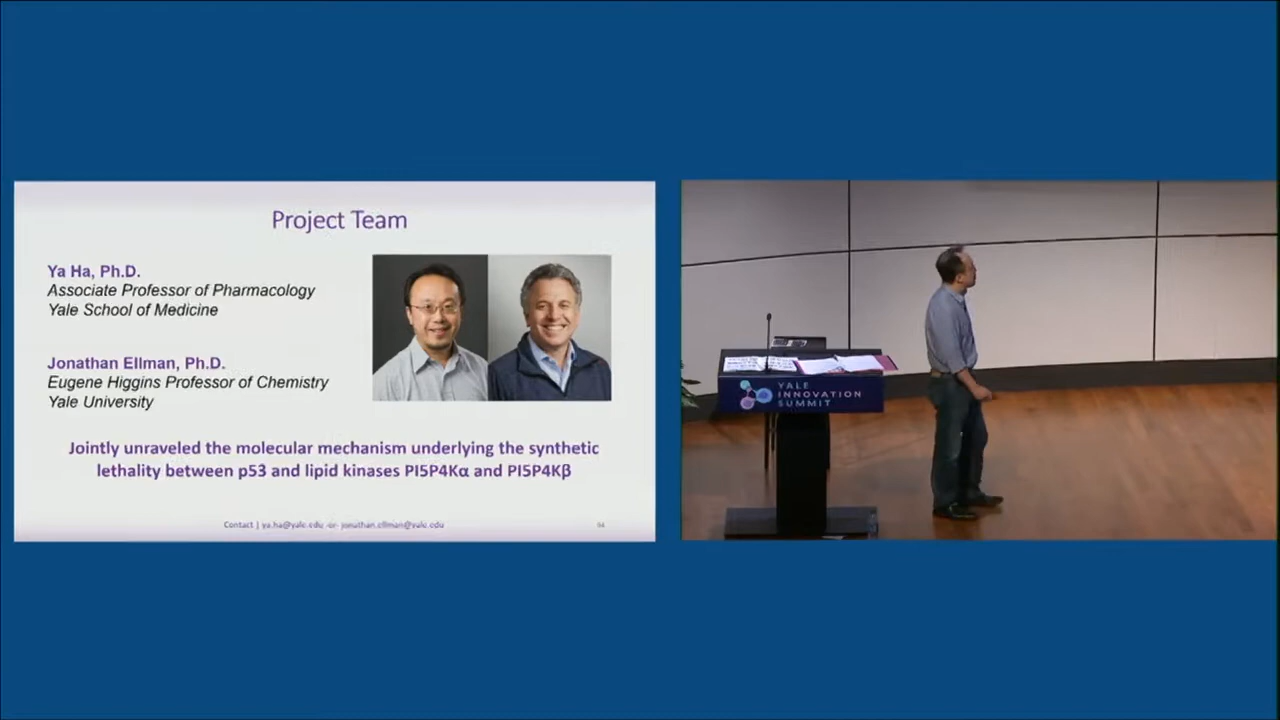 Project Team
Ya Ha, Ph.D.
Associate Professor of Pharmacology
Yale School of Medicine
Jonathan Ellman, Ph.D.
Eugene Higgins Professor of Chemistry
Yale University
Jointly unraveled the molecular mechanism underlying the synthetic
lethality between p53 and lipid kinases PI5P4Kα and PI5P4Kβ
Contact | ya.ha@yale.edu -or- jonathan.ellman@yale.edu
YALE
INNOVATION
SUMMIT